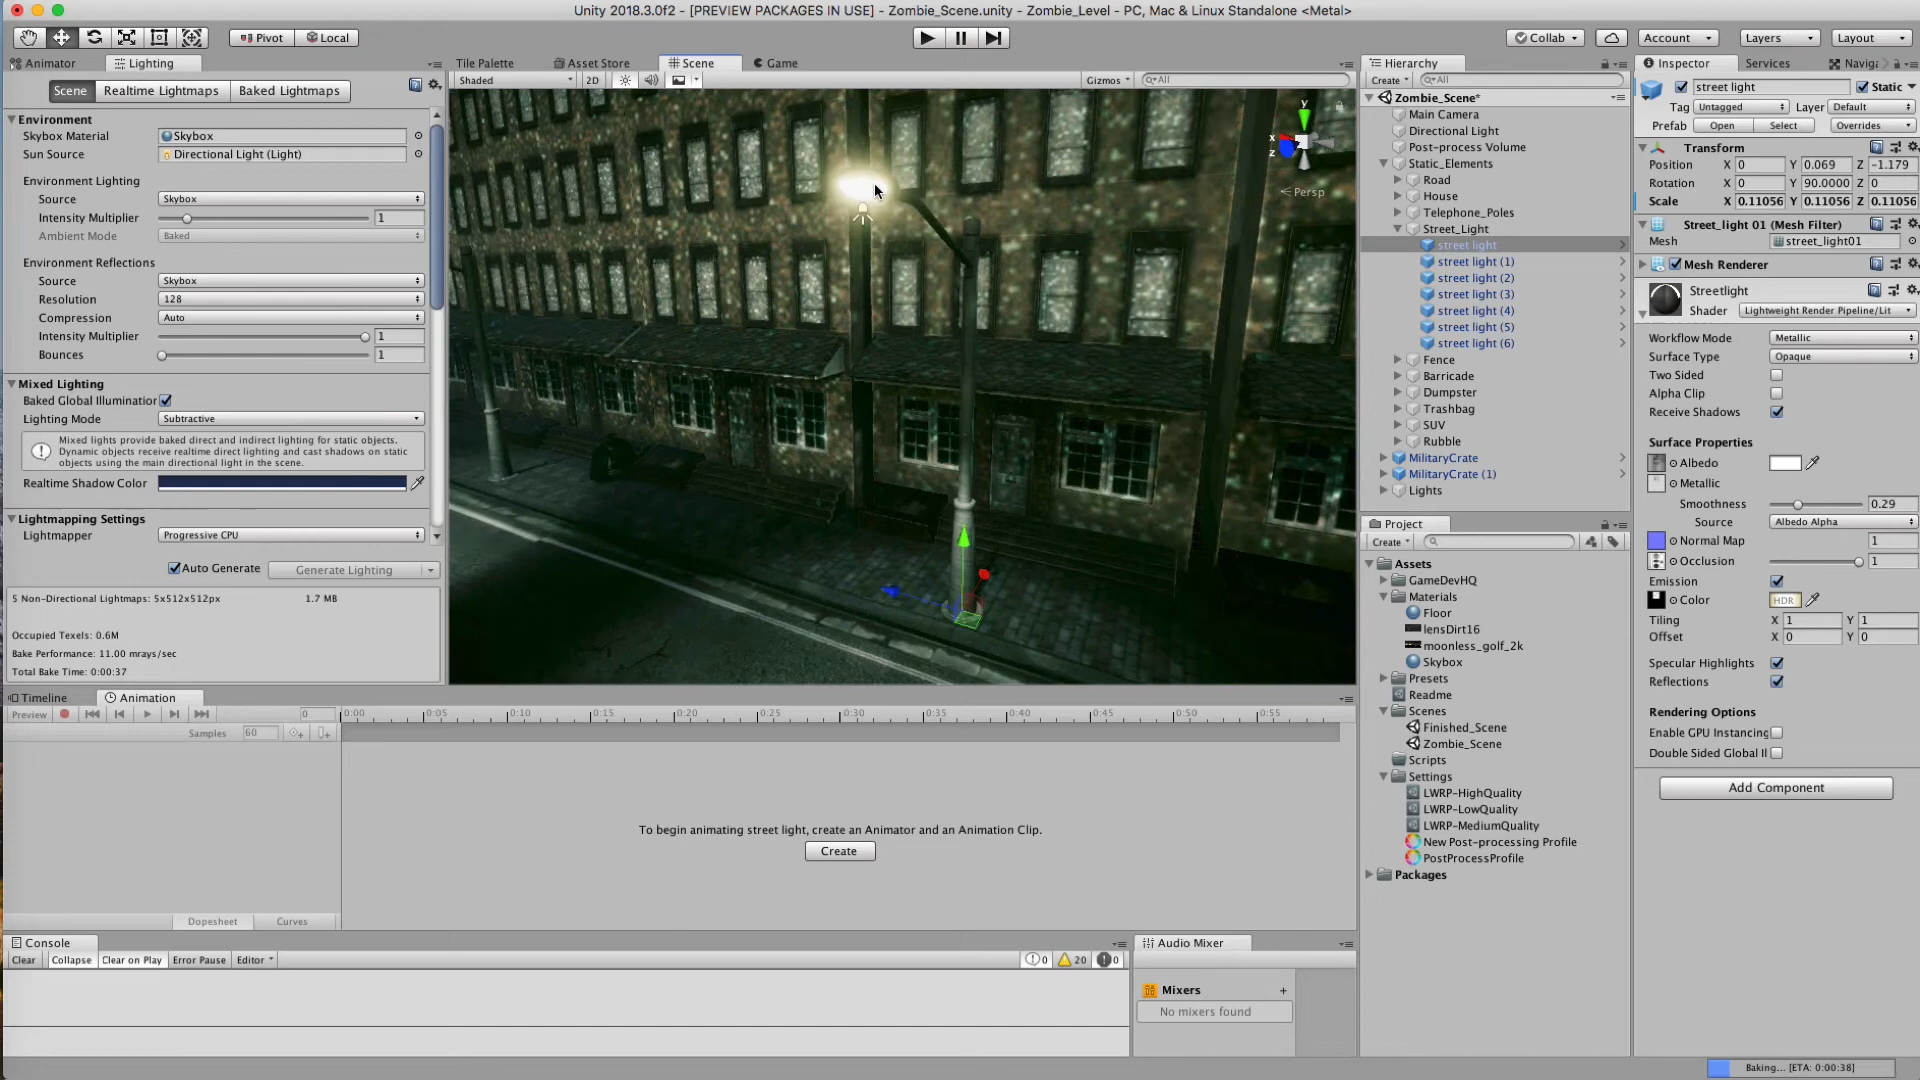 Unity 2018.3.0f2 - [PREVIEW PACKAGES IN USE] - Zombie_Scene.unity - Zombie_Level - PC, Mac & Linux Standalone <Metal>
Pivot
Local
Collab
Account
Layers
Layout
Animator
Lighting
Scene
Realtime Lightmaps
Baked Lightmaps
Environment
Skybox Material
Skybox
Sun Source
Directional Light (Light)
Environment Lighting
Source
Skybox
Intensity Multiplier
1
Ambient Mode
Baked
Environment Reflections
Source
Skybox
Resolution
128
Compression
Auto
Intensity Multiplier
1
Bounces
1
Mixed Lighting
Baked Global Illuminatior
Lighting Mode
Subtractive
Mixed lights provide baked direct and indirect lighting for static objects.
Dynamic objects receive realtime direct lighting and cast shadows on static
objects using the main directional light in the scene.
Realtime Shadow Color
Lightmapping Settings
Lightmapper
Progressive CPU
Auto Generate
Generate Lighting
5 Non-Directional Lightmaps: 5x512x512px
1.7 MB
Occupied Texels: 0.6M
Bake Performance: 11.00 mrays/sec
Total Bake Time: 0:00:37
Tile Palette
Asset Store
Scene
Game
Shaded
2D
Gizmos
All
y
x
z
Persp
Hierarchy
Create
All
Zombie_Scene*
Main Camera
Directional Light
Post-process Volume
Static_Elements
Road
House
Telephone_Poles
Street_Light
street light
street light (1)
street light (2)
street light (3)
street light (4)
street light (5)
street light (6)
Fence
Barricade
Dumpster
Trashbag
SUV
Rubble
MilitaryCrate
MilitaryCrate (1)
Lights
Project
Create
Assets
GameDevHQ
Materials
Floor
lensDirt16
moonless_golf_2k
Skybox
Presets
Readme
Scenes
Finished_Scene
Zombie_Scene
Scripts
Settings
LWRP-HighQuality
LWRP-LowQuality
LWRP-MediumQuality
New Post-processing Profile
PostProcessProfile
Packages
Inspector
Services
Naviga
street light
Static
Tag
Untagged
Layer
Default
Prefab
Open
Select
Overrides
Transform
Position
X
0
Y
0.069
Z
-1.179
Rotation
X
0
Y
90.0000
Z
0
Scale
X
0.11056
Y
0.11056
Z
0.11056
Street_light 01 (Mesh Filter)
Mesh
street_light01
Mesh Renderer
Streetlight
Shader
Lightweight Render Pipeline/Lit
Workflow Mode
Metallic
Surface Type
Opaque
Two Sided
Alpha Clip
Receive Shadows
Surface Properties
Albedo
Metallic
Smoothness
0.29
Source
Albedo Alpha
Normal Map
1
Occlusion
1
Emission
Color
HDR
Tiling
X
1
Y
1
Offset
X
0
Y
0
Specular Highlights
Reflections
Rendering Options
Enable GPU Instancing
Double Sided Global Il
Add Component
Timeline
Animation
Preview
0
0:00
0:05
0:10
0:15
0:20
0:25
0:30
0:35
0:40
0:45
0:50
0:55
Samples
60
To begin animating street light, create an Animator and an Animation Clip.
Create
Dopesheet
Curves
Console
Clear
Collapse
Clear on Play
Error Pause
Editor
0
20
0
Audio Mixer
Mixers
+
No mixers found
Baking... [ETA: 0:00:38]